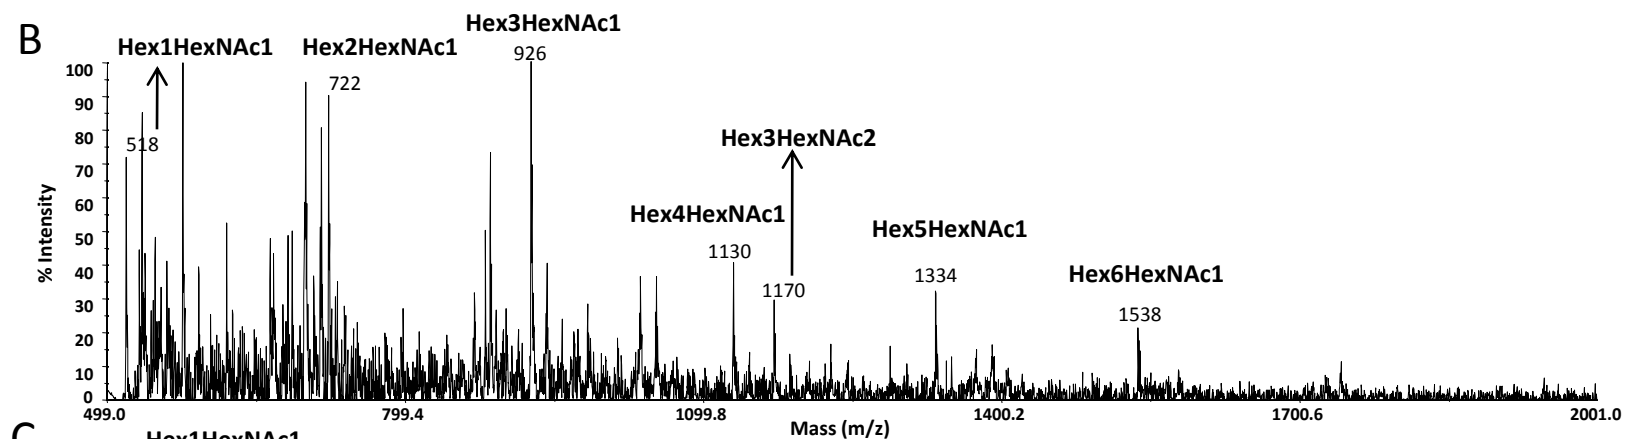 B
Hex1HexNAc1
Hex2HexNAc1
Hex3HexNAc1
926
722
518
Hex3HexNAc2
Hex4HexNAc1
1130
1170
Hex5HexNAc1
1334
Hex6HexNAc1
1538
% Intensity
100
90
80
70
60
50
40
30
20
10
0
499.0 799.4 1099.8 1400.2 1700.6 2001.0
Mass (m/z)
C
Hex1HexNAc1